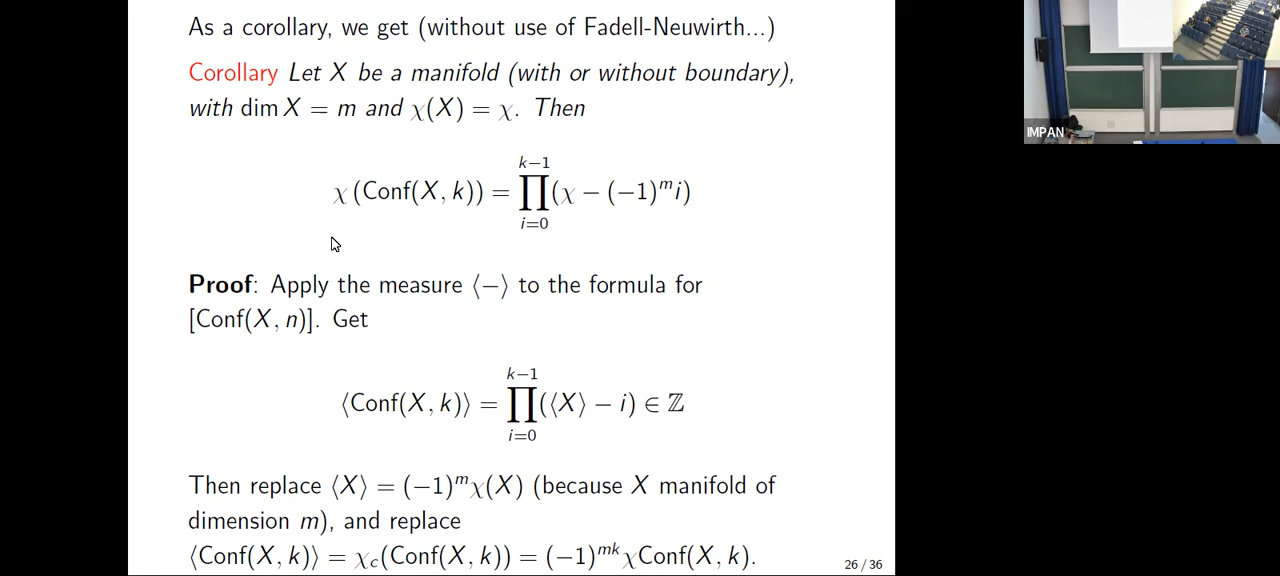 As a corollary, we get (without use of Fadell-Neuwirth...)
Corollary Let X be a manifold (with or without boundary),
with dim X = m and χ(X) = χ. Then
χ (Conf(X, k)) = ∏_{i=0}^{k−1} (χ − (−1)^m i)
Proof: Apply the measure ⟨−⟩ to the formula for
[Conf(X, n)]. Get
⟨Conf(X, k)⟩ = ∏_{i=0}^{k−1} (⟨X⟩ − i) ∈ ℤ
Then replace ⟨X⟩ = (−1)^m χ(X) (because X manifold of
dimension m), and replace
⟨Conf(X, k)⟩ = χ_c(Conf(X, k)) = (−1)^{mk} χConf(X, k).
26 / 36
IMPAN